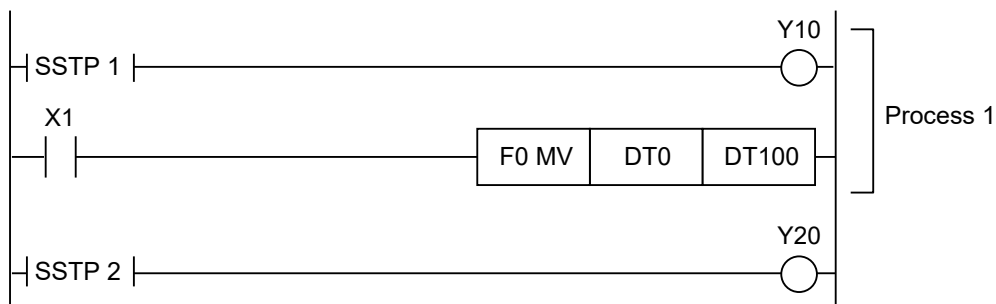 Y10
SSTP 1
X1
Process 1
F0 MV DT0 DT100
Y20
SSTP 2